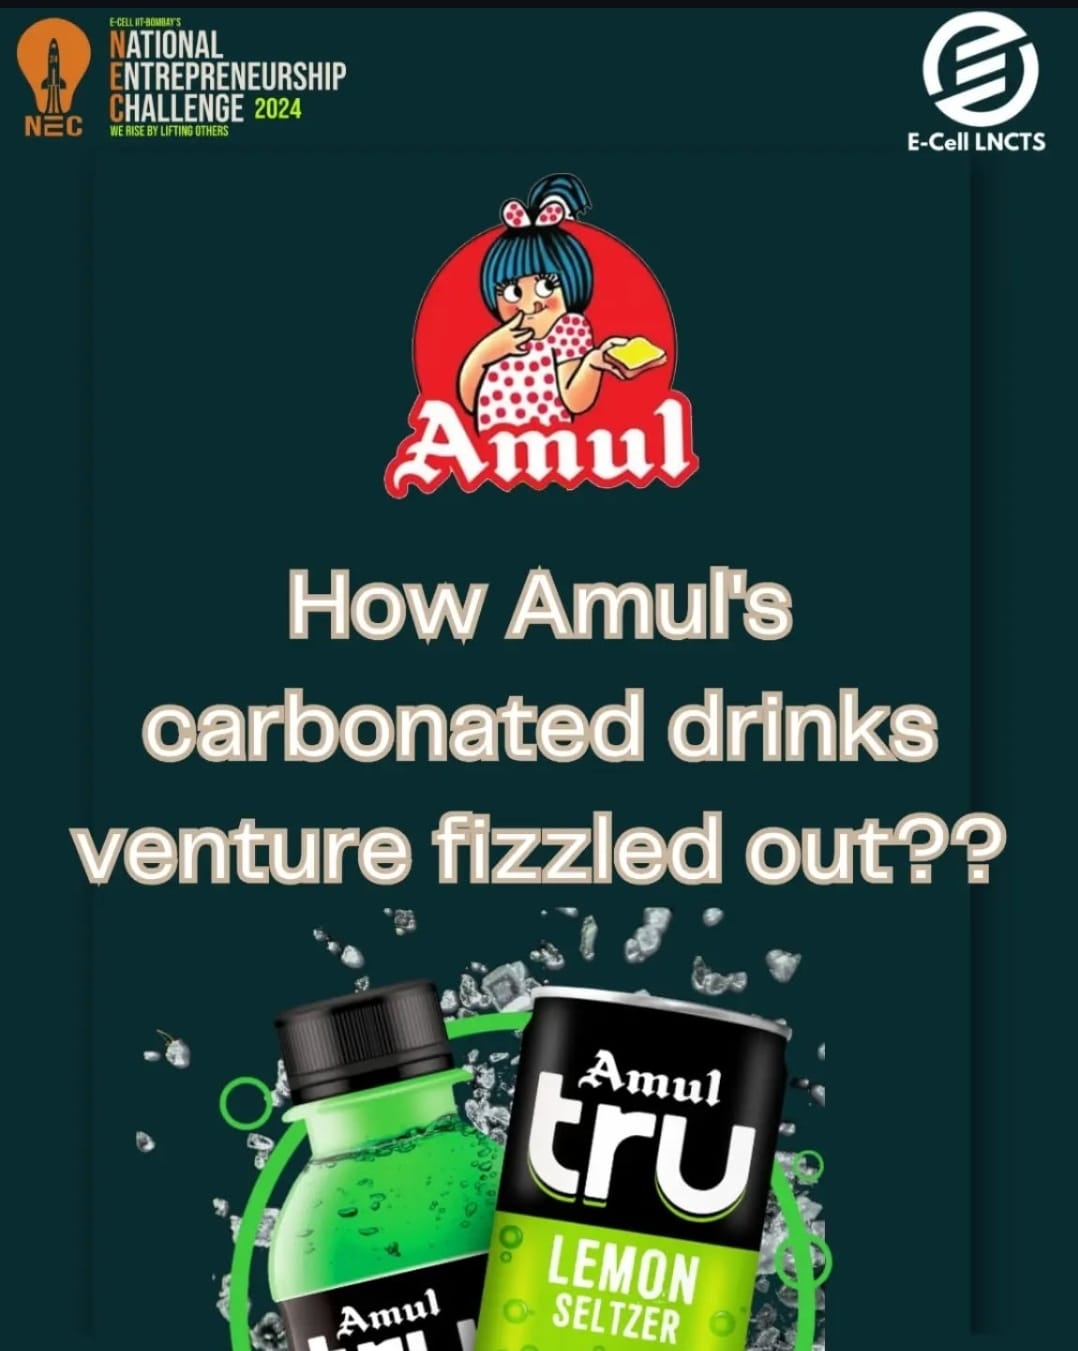 E-CELL IIT-BOMBAY'S
NATIONAL
ENTREPRENEURSHIP
CHALLENGE 2024
WE RISE BY LIFTING OTHERS
NEC
E-Cell LNCTS
Amul
How Amul's
carbonated drinks
venture fizzled out??
Amul
tru
LEMON
SELTZER
Amul
tru